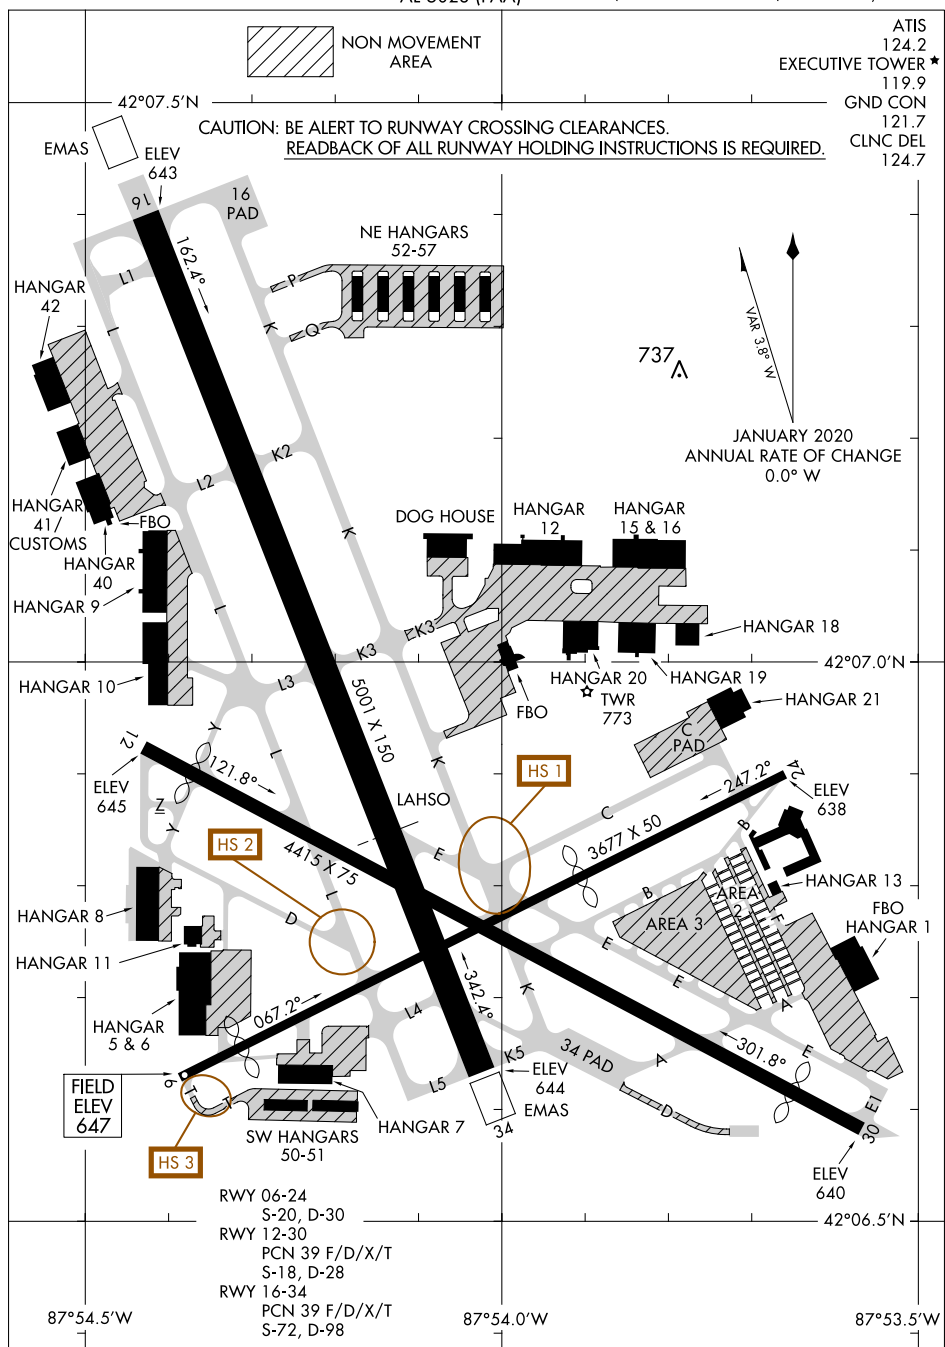 NON MOVEMENT
AREA
ATIS
124.2
EXECUTIVE TOWER
119.9
GND CON
121.7
CLNC DEL
124.7
42°07.5'N
CAUTION: BE ALERT TO RUNWAY CROSSING CLEARANCES.
READBACK OF ALL RUNWAY HOLDING INSTRUCTIONS IS REQUIRED.
EMAS
ELEV
643
16
16
PAD
162.4°
NE HANGARS
52-57
L1
P
Q
K
L
HANGAR
42
737
VAR 3.8° W
JANUARY 2020
ANNUAL RATE OF CHANGE
0.0° W
K2
L2
HANGAR
41/
CUSTOMS
FBO
HANGAR
40
K
DOG HOUSE
HANGAR
12
HANGAR
15 & 16
HANGAR 9
L
K3
K3
HANGAR 18
42°07.0'N
HANGAR 10
L3
5001 X 150
FBO
HANGAR 20
TWR
773
HANGAR 19
HANGAR 21
C
PAD
Y
L
K
12
ELEV
645
121.8°
HS 1
247.2°
24
ELEV
638
Z
Y
LAHSO
C
3677 X 50
B
HS 2
4415 X 75
E
B
HANGAR 13
HANGAR 8
L
D
AREA 3
AREA
2
F
FBO
HANGAR 1
HANGAR 11
E
E
A
HANGAR
5 & 6
067.2°
L4
342.4°
K
301.8°
E
A
K5
34 PAD
6
L5
ELEV
644
EMAS
34
FIELD
ELEV
647
T
T
HANGAR 7
D
E1
30
HS 3
SW HANGARS
50-51
ELEV
640
RWY 06-24
S-20, D-30
RWY 12-30
PCN 39 F/D/X/T
S-18, D-28
RWY 16-34
PCN 39 F/D/X/T
S-72, D-98
42°06.5'N
87°54.5'W
87°54.0'W
87°53.5'W